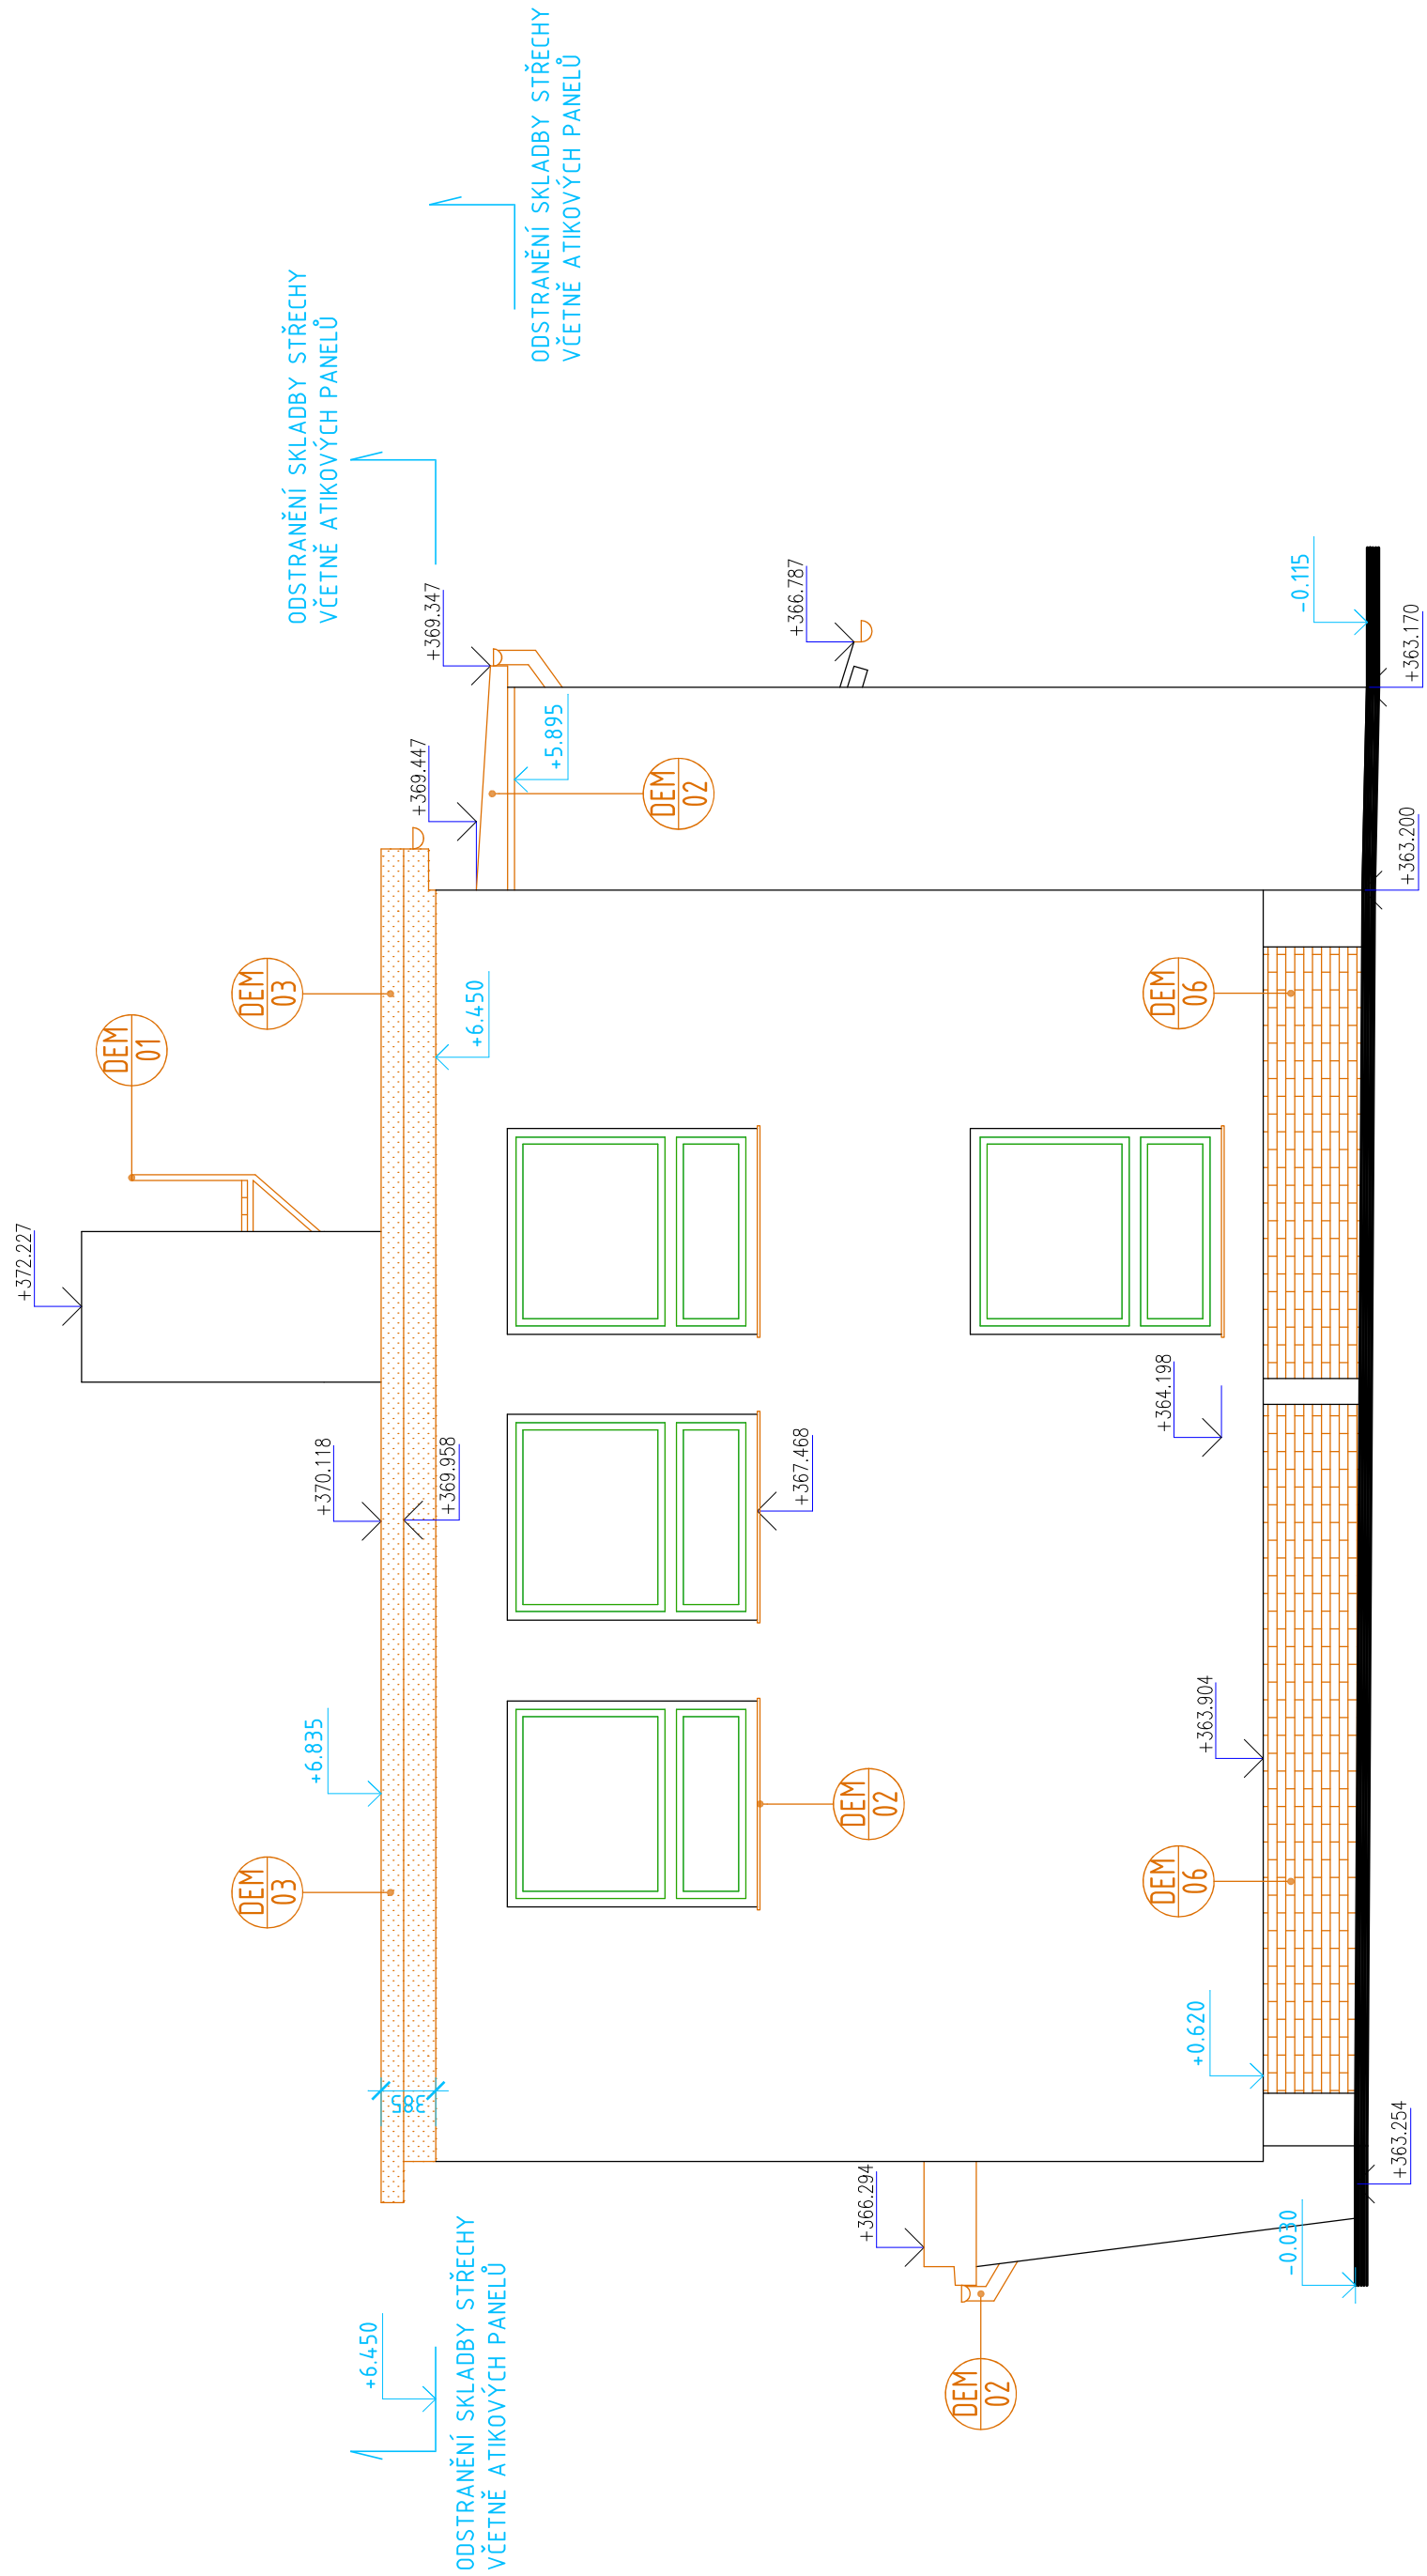 +372.227
DEM
01
ODSTRANĚNÍ SKLADBY STŘECHY
VČETNĚ ATIKOVÝCH PANELŮ
DEM
03
DEM
03
+6.835
+370.118
+369.958
385
+6.450
ODSTRANĚNÍ SKLADBY STŘECHY
VČETNĚ ATIKOVÝCH PANELŮ
+6.450
+369.447
+369.347
ODSTRANĚNÍ SKLADBY STŘECHY
VČETNĚ ATIKOVÝCH PANELŮ
+5.895
DEM
02
+366.787
+367.468
DEM
02
+366.294
DEM
02
+364.198
DEM
06
DEM
06
+363.904
+0.620
-0.030
-0.115
+363.254
+363.200
+363.170